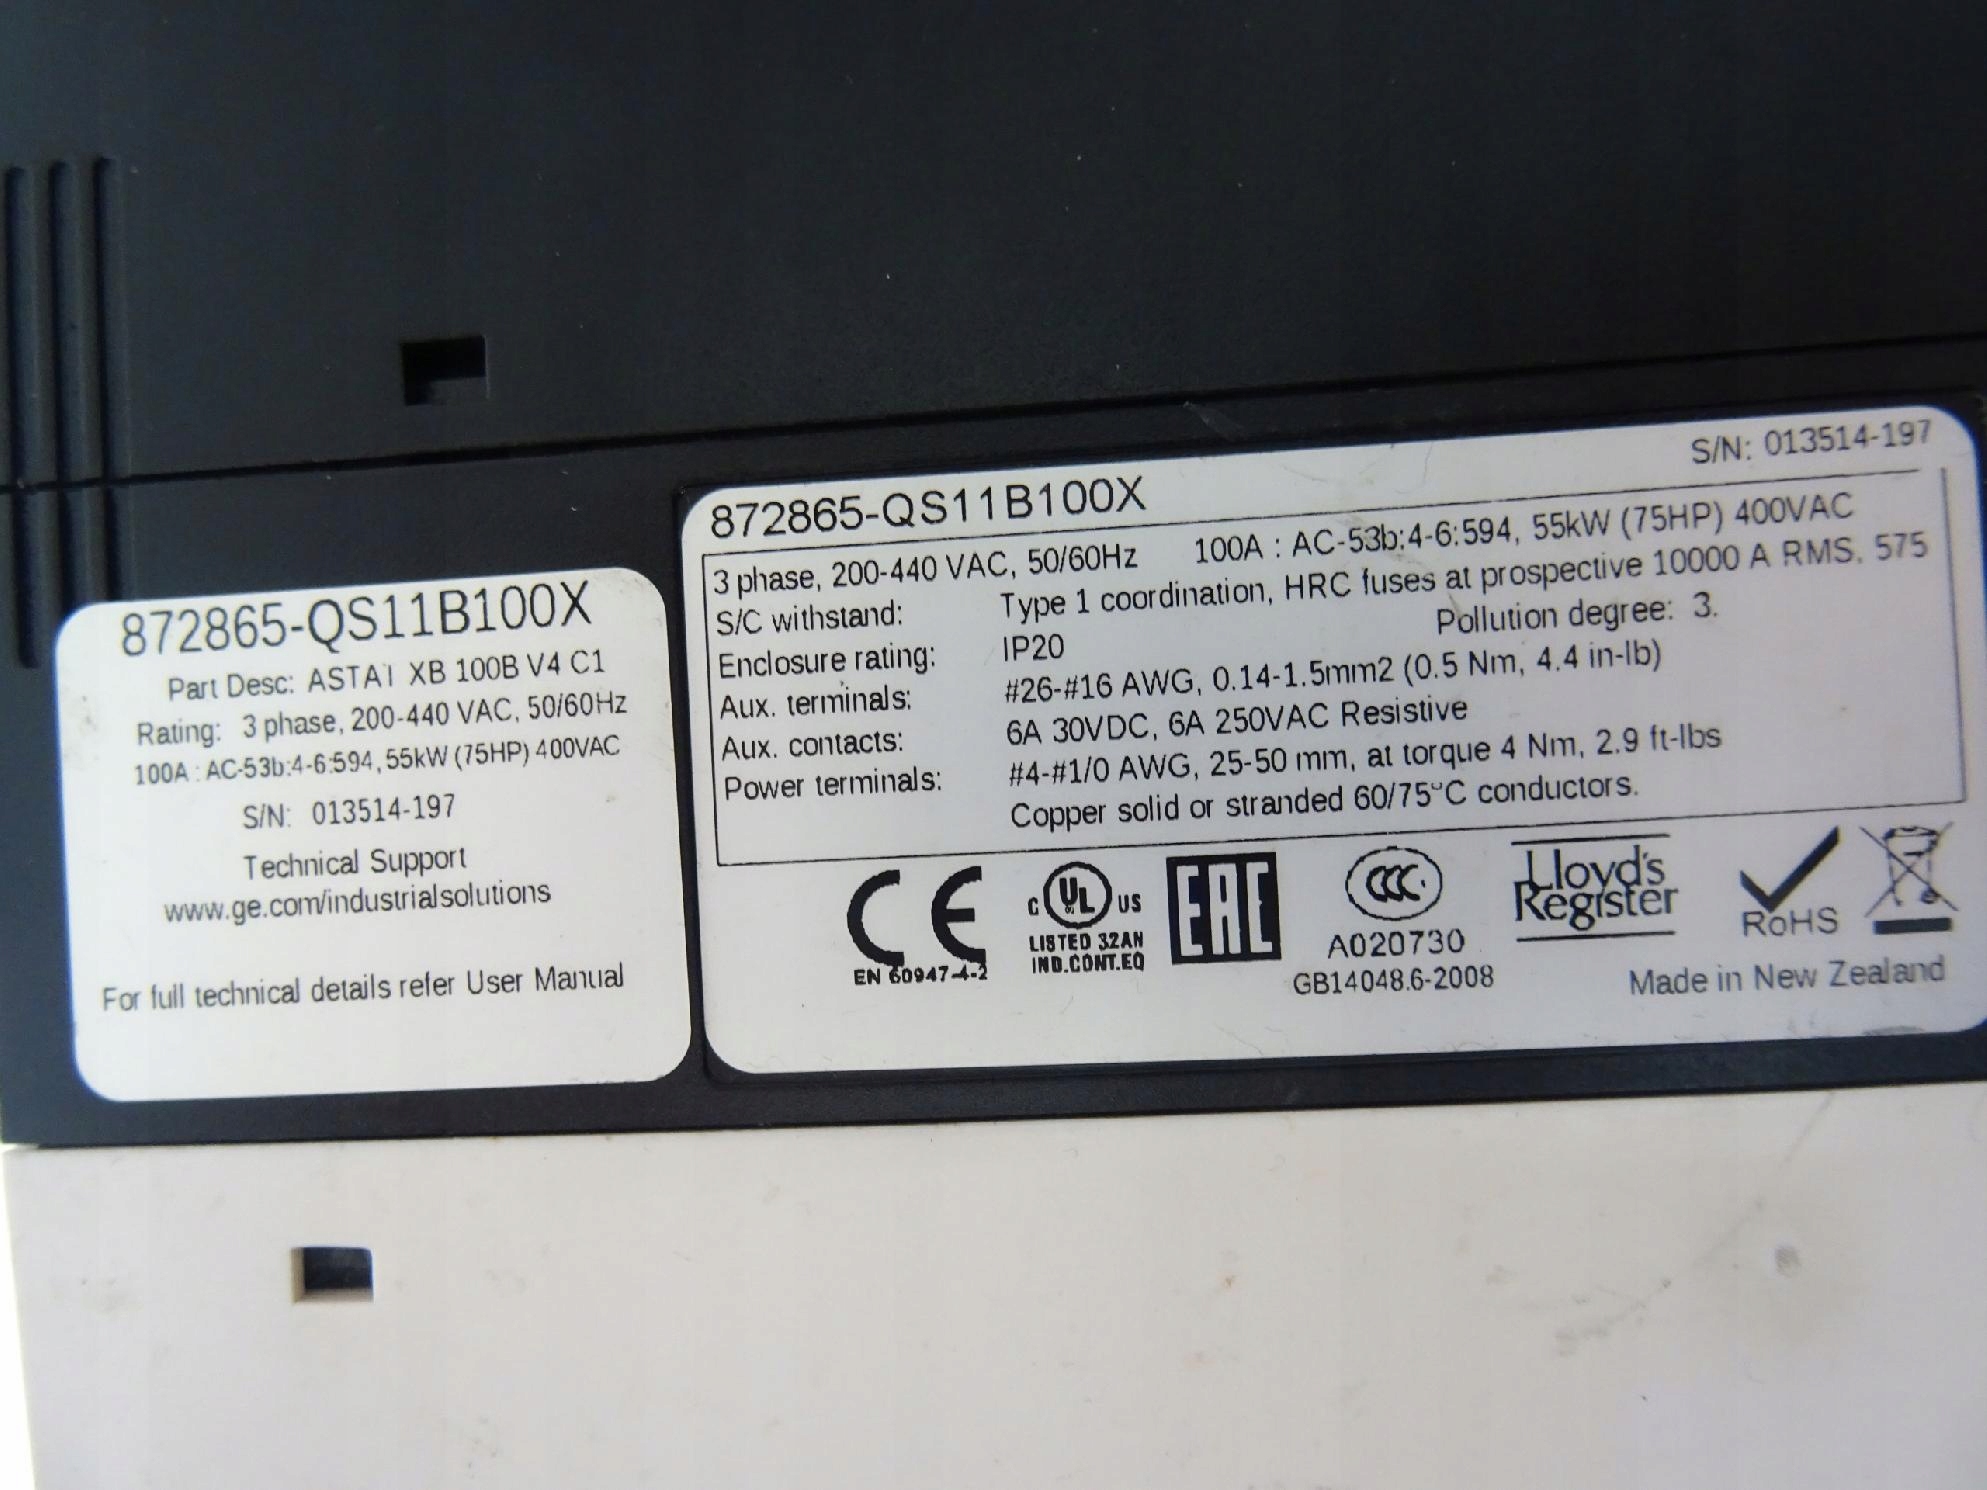 872865-QS11B100X
Part Desc: ASTAT XB 100B V4 C1
Rating: 3 phase, 200-440 VAC, 50/60Hz
100A : AC-53b:4-6:594, 55kW (75HP) 400VAC
S/N: 013514-197
Technical Support
www.ge.com/industrialsolutions
For full technical details refer User Manual
872865-QS11B100X S/N: 013514-197
3 phase, 200-440 VAC, 50/60Hz 100A : AC-53b:4-6:594, 55kW (75HP) 400VAC
S/C withstand: Type 1 coordination, HRC fuses at prospective 10000 A RMS. 575
Enclosure rating: IP20 Pollution degree: 3.
Aux. terminals: #26-#16 AWG, 0.14-1.5mm2 (0.5 Nm, 4.4 in-lb)
Aux. contacts: 6A 30VDC, 6A 250VAC Resistive
Power terminals: #4-#1/0 AWG, 25-50 mm, at torque 4 Nm, 2.9 ft-lbs
Copper solid or stranded 60/75°C conductors.
CE
EN 60947-4-2
C UL US
LISTED 32AN
IND.CONT.EQ
EAC
CCC
A020730
GB14048.6-2008
Lloyd's
Register
RoHS
Made in New Zealand